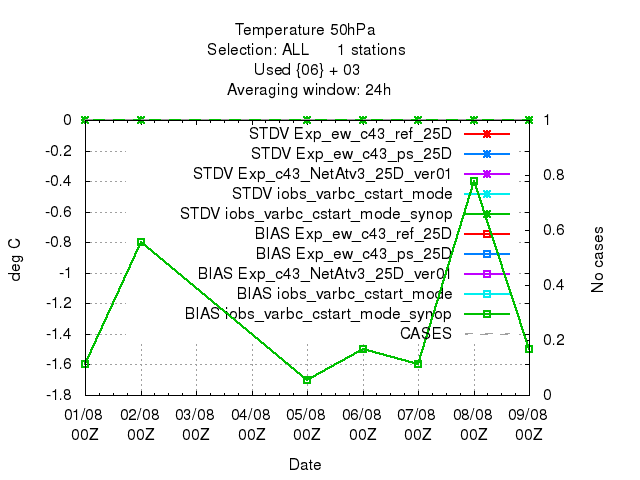 Temperature 50hPa
Selection: ALL 1 stations
Used {06} + 03
Averaging window: 24h
0
-0.2
-0.4
-0.6
-0.8
-1
-1.2
-1.4
-1.6
-1.8
deg C
STDV Exp_ew_c43_ref_25D
STDV Exp_ew_c43_ps_25D
STDV Exp_c43_NetAtv3_25D_ver01
STDV iobs_varbc_cstart_mode
STDV iobs_varbc_cstart_mode_synop
BIAS Exp_ew_c43_ref_25D
BIAS Exp_ew_c43_ps_25D
BIAS Exp_c43_NetAtv3_25D_ver01
BIAS iobs_varbc_cstart_mode
BIAS iobs_varbc_cstart_mode_synop
CASES
1
0.8
0.6
0.4
0.2
0
No cases
01/08 02/08 03/08 04/08 05/08 06/08 07/08 08/08 09/08
00Z 00Z 00Z 00Z 00Z 00Z 00Z 00Z 00Z
Date